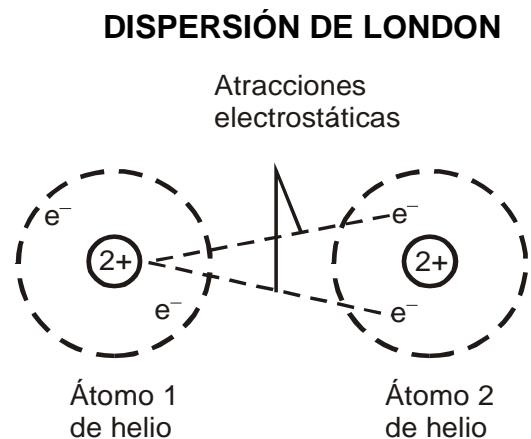 DISPERSIÓN DE LONDON
Atracciones
electrostáticas
e⁻
2+
e⁻
e⁻
2+
e⁻
Átomo 1
de helio
Átomo 2
de helio